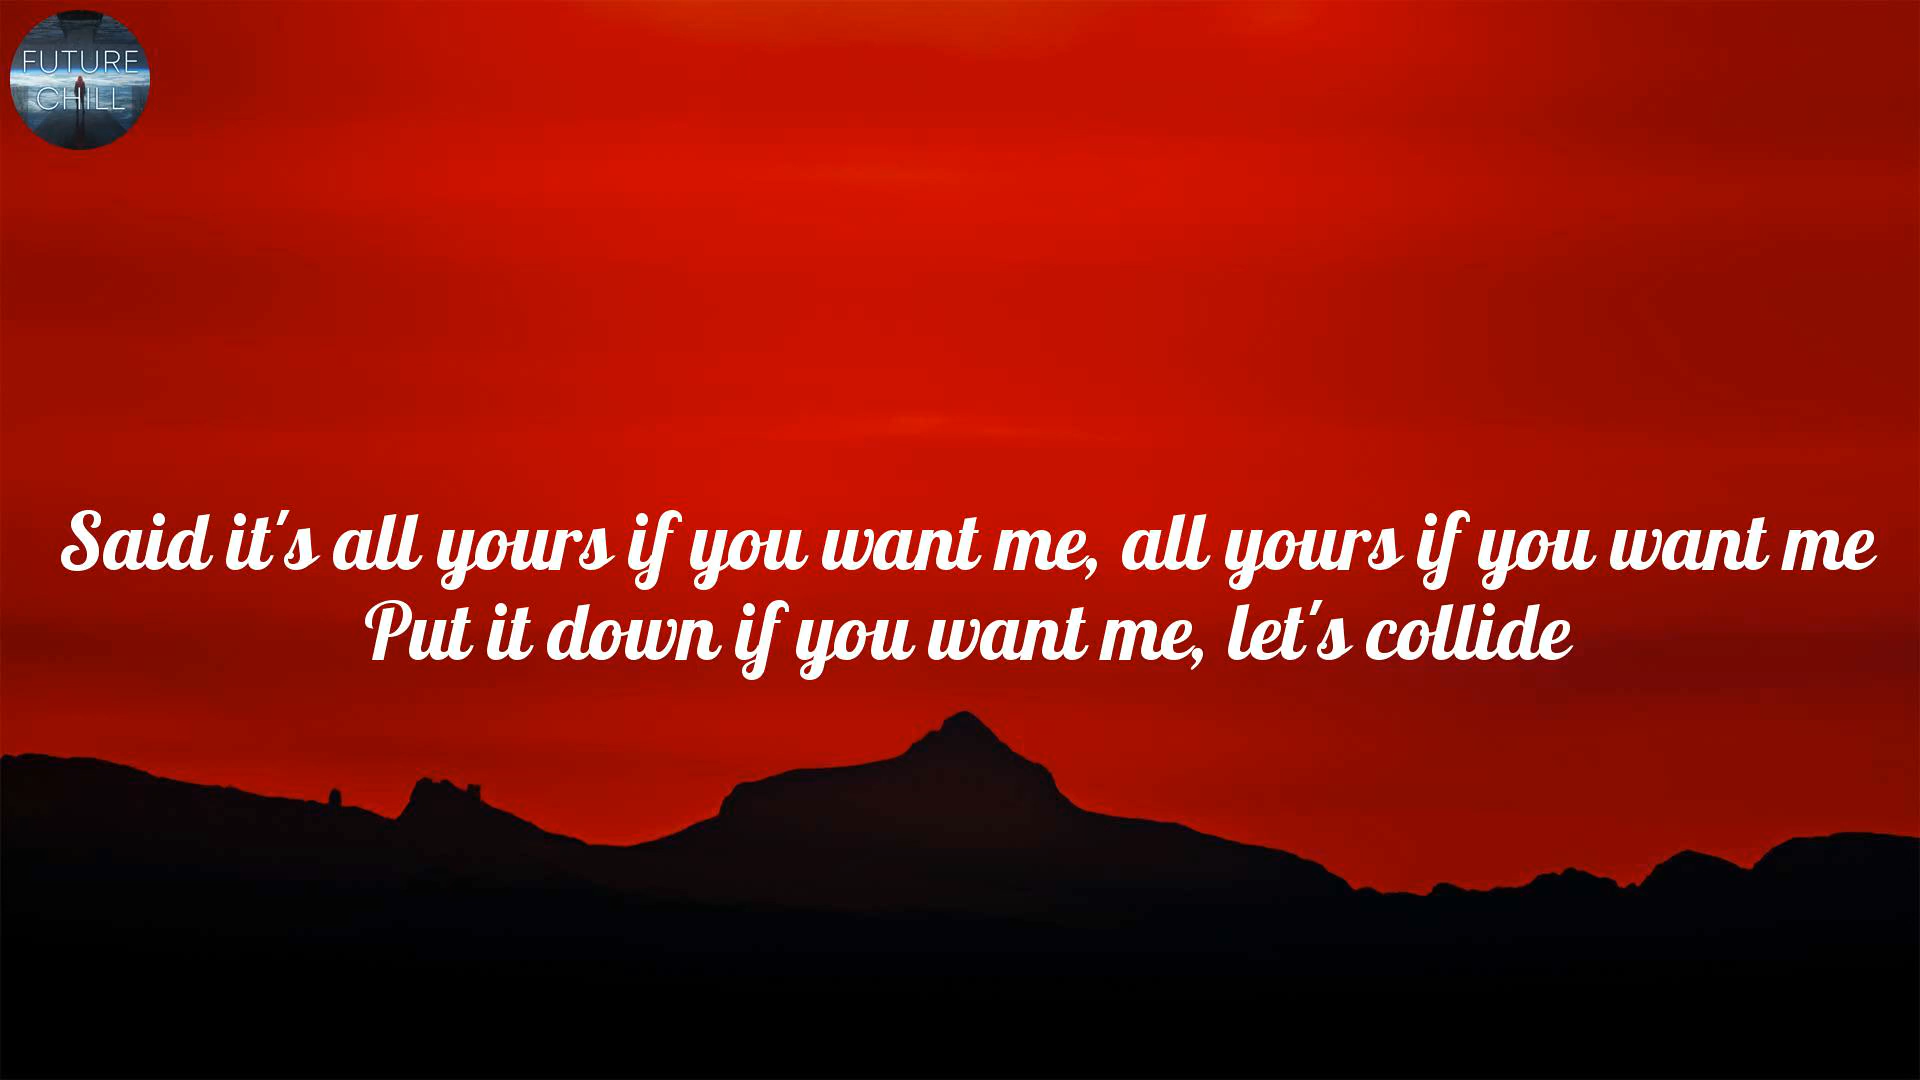 FUTURE
CHILL
Said it's all yours if you want me, all yours if you want me
Put it down if you want me, let's collide